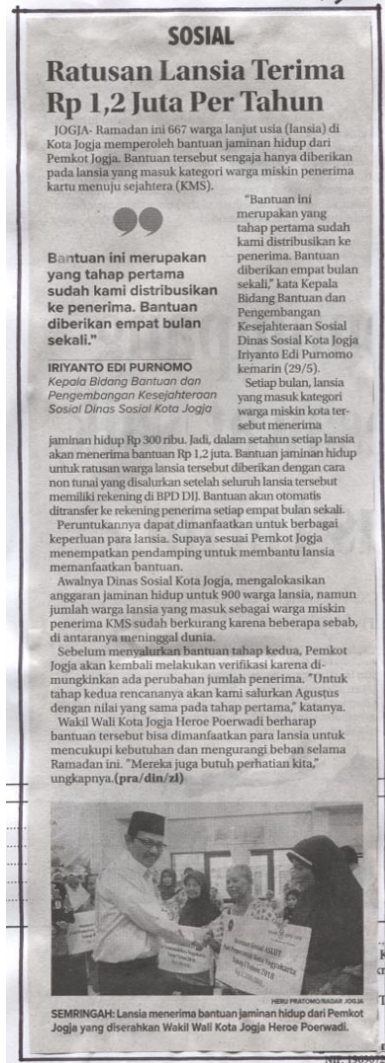 SOSIAL
Ratusan Lansia Terima
Rp 1,2 Juta Per Tahun
JOGJA- Ramadan ini 667 warga lanjut usia (lansia) di
Kota Jogja memperoleh bantuan jaminan hidup dari
Pemkot Jogja. Bantuan tersebut sengaja hanya diberikan
pada lansia yang masuk kategori warga miskin penerima
kartu menuju sejahtera (KMS).
"Bantuan ini
merupakan yang
tahap pertama sudah
kami distribusikan ke
penerima. Bantuan
diberikan empat bulan
sekali," kata Kepala
Bidang Bantuan dan
Pengembangan
Kesejahteraan Sosial
Dinas Sosial Kota Jogja
Iriyanto Edi Purnomo
kemarin (29/5).
Setiap bulan, lansia
yang masuk kategori
warga miskin kota ter-
sebut menerima
jaminan hidup Rp 300 ribu. Jadi, dalam setahun setiap lansia
akan menerima bantuan Rp 1,2 juta. Bantuan jaminan hidup
untuk ratusan warga lansia tersebut diberikan dengan cara
non tunai yang disalurkan setelah seluruh lansia tersebut
memiliki rekening di BPD DIJ. Bantuan akan otomatis
ditransfer ke rekening penerima setiap empat bulan sekali.
Peruntukannya dapat dimanfaatkan untuk berbagai
keperluan para lansia. Supaya sesuai Pemkot Jogja
menempatkan pendamping untuk membantu lansia
memanfaatkan bantuan.
Awalnya Dinas Sosial Kota Jogja, mengalokasikan
anggaran jaminan hidup untuk 900 warga lansia, namun
jumlah warga lansia yang masuk sebagai warga miskin
penerima KMS sudah berkurang karena beberapa sebab,
di antaranya meninggal dunia.
Sebelum menyalurkan bantuan tahap kedua, Pemkot
Jogja akan kembali melakukan verifikasi karena di-
mungkinkan ada perubahan jumlah penerima. "Untuk
tahap kedua rencananya akan kami salurkan Agustus
dengan nilai yang sama pada tahap pertama," katanya.
Wakil Wali Kota Jogja Heroe Poerwadi berharap
bantuan tersebut bisa dimanfaatkan para lansia untuk
mencukupi kebutuhan dan mengurangi beban selama
Ramadan ini. "Mereka juga butuh perhatian kita,"
ungkapnya.(pra/din/zl)
"
Bantuan ini merupakan
yang tahap pertama
sudah kami distribusikan
ke penerima. Bantuan
diberikan empat bulan
sekali."
IRIYANTO EDI PURNOMO
Kepala Bidang Bantuan dan
Pengembangan Kesejahteraan
Sosial Dinas Sosial Kota Jogja
HERU PRATOMO/RADAR JOGJA
SEMRINGAH: Lansia menerima bantuan jaminan hidup dari Pemkot
Jogja yang diserahkan Wakil Wali Kota Jogja Heroe Poerwadi.